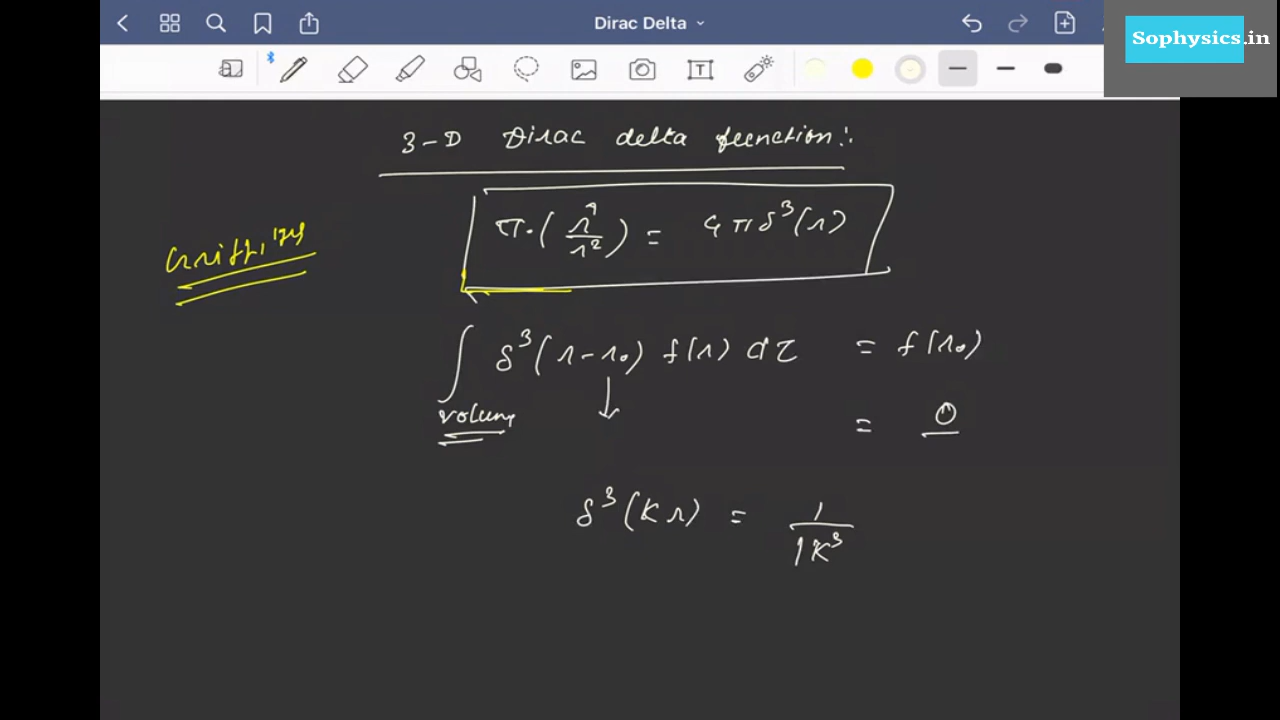 Dirac Delta
Sophysics.in
3-D Dirac delta function:
∇·(r̂/r²) = 4πδ³(r)
Griffiths
∫ δ³(r-r₀) f(r) dτ = f(r₀)
volume
= 0
δ³(kr) = 1/|k³